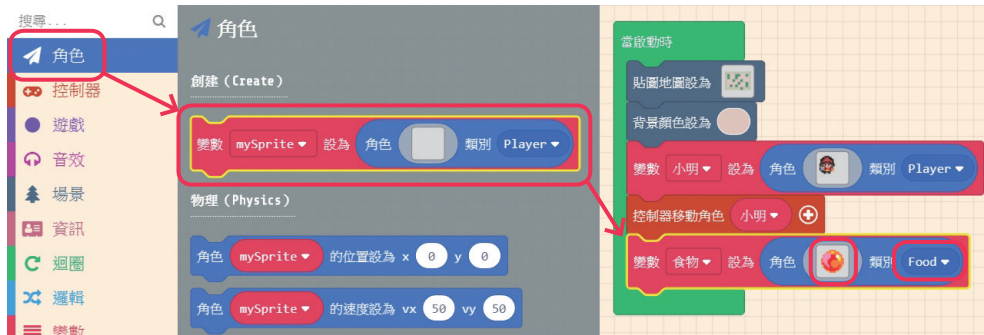 搜尋...
角色
控制器
遊戲
音效
場景
資訊
迴圈
邏輯
變數
角色
創建 (Create)
變數 mySprite 設為 角色 類別 Player
物理 (Physics)
角色 mySprite 的位置設為 x 0 y 0
角色 mySprite 的速度設為 vx 50 vy 50
當啟動時
貼圖地圖設為
背景顏色設為
變數 小明 設為 角色 類別 Player
控制器移動角色 小明
變數 食物 設為 角色 類別 Food